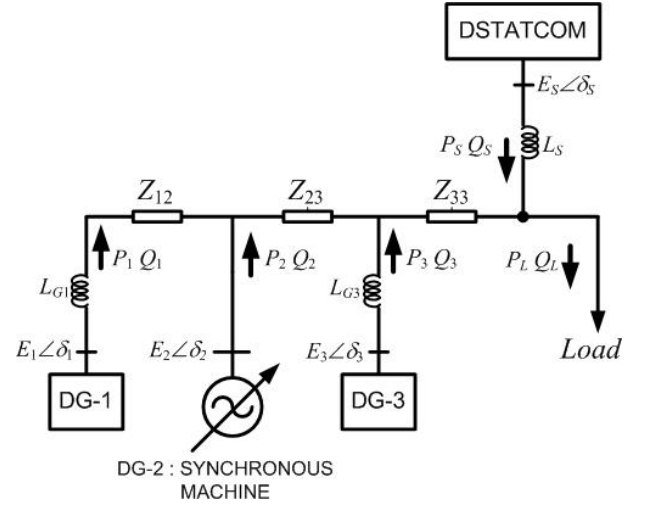 DSTATCOM
E_S∠δ_S
P_S Q_S
L_S
Z_12
Z_23
Z_33
P_1 Q_1
P_2 Q_2
P_3 Q_3
P_L Q_L
L_G1
L_G3
E_1∠δ_1
E_2∠δ_2
E_3∠δ_3
Load
DG-1
DG-3
DG-2 : SYNCHRONOUS
MACHINE